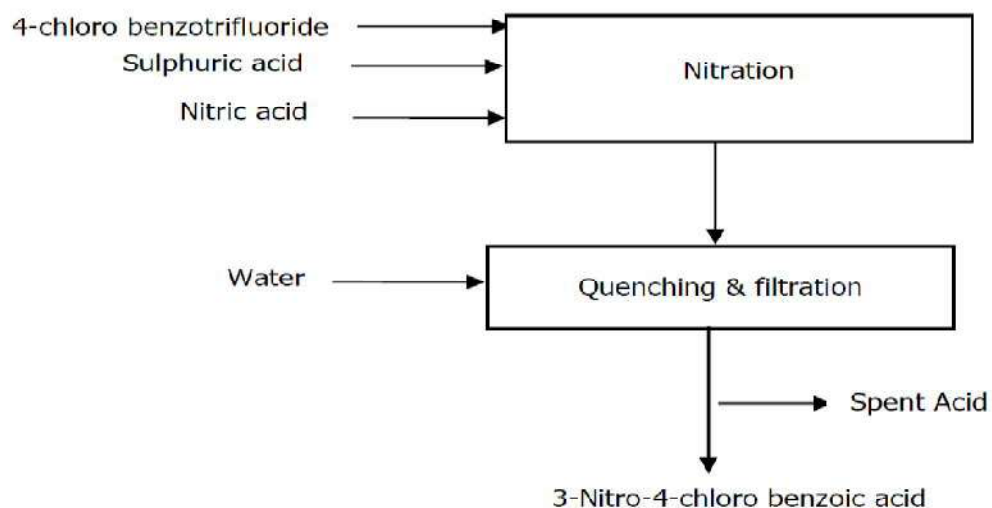 4-chloro benzotrifluoride
Sulphuric acid
Nitric acid
Nitration
Water
Quenching & filtration
Spent Acid
3-Nitro-4-chloro benzoic acid